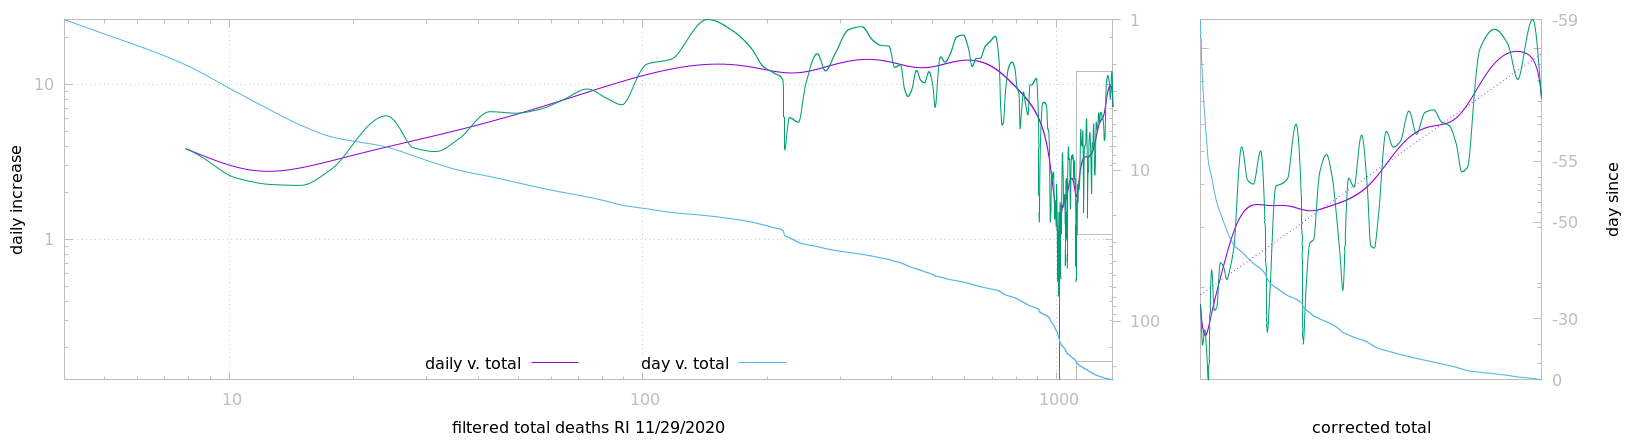 1
-59
10
daily increase
1
10
100
-55
-50
-30
0
day since
daily v. total
day v. total
10
100
1000
filtered total deaths RI 11/29/2020
corrected total